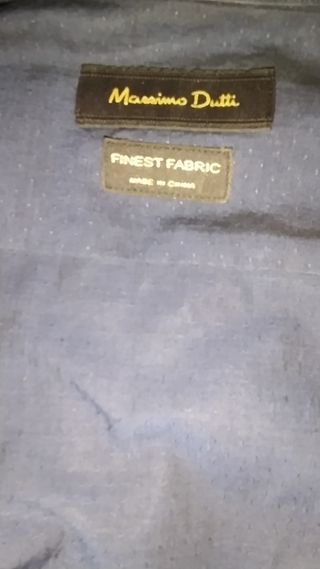 Massimo Dutti
FINEST FABRIC
MADE IN CHINA